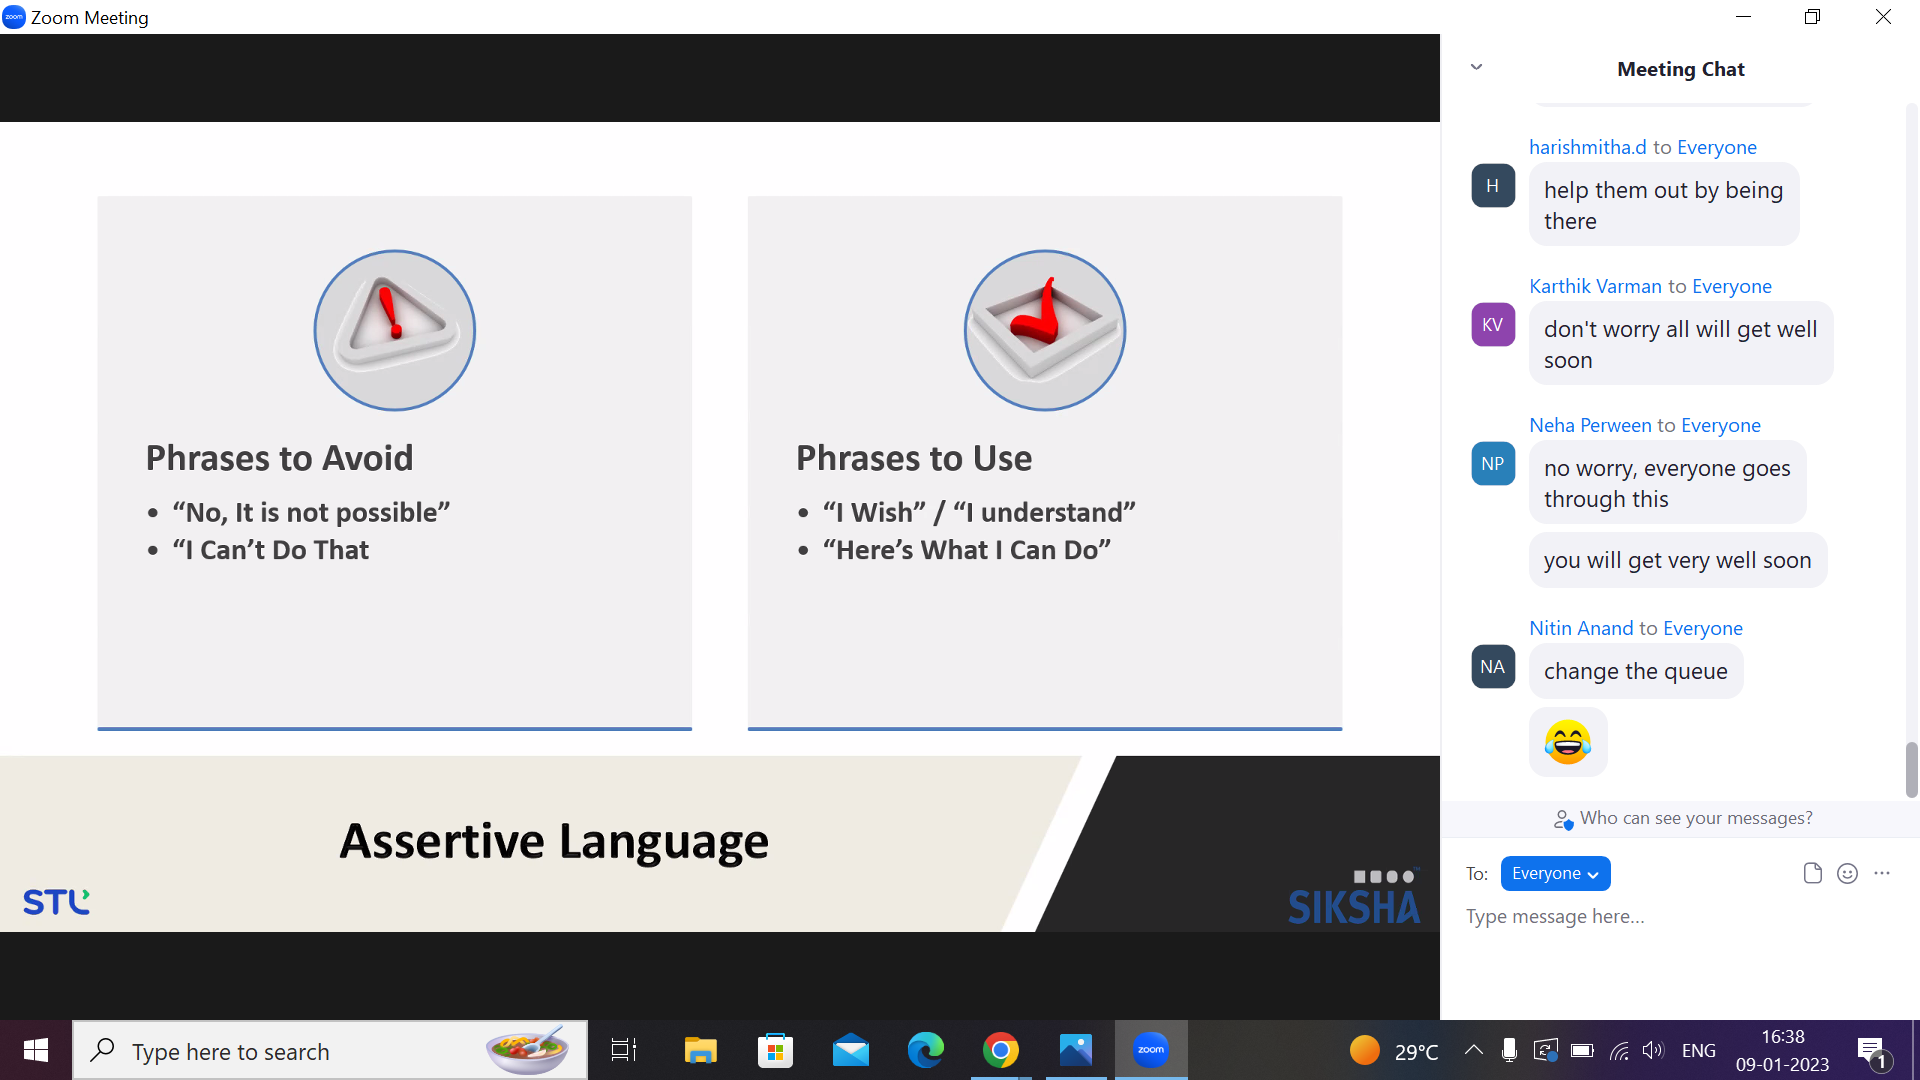 zoom Zoom Meeting
Phrases to Avoid
• “No, It is not possible”
• “I Can’t Do That
Phrases to Use
• “I Wish” / “I understand”
• “Here’s What I Can Do”
Assertive Language
STL
SIKSHA
Meeting Chat
harishmitha.d to Everyone
H
help them out by being
there
Karthik Varman to Everyone
KV
don't worry all will get well
soon
Neha Perween to Everyone
NP
no worry, everyone goes
through this
you will get very well soon
Nitin Anand to Everyone
NA
change the queue
Who can see your messages?
To: Everyone
Type message here...
Type here to search
zoom
29°C
ENG
16:38
09-01-2023
1